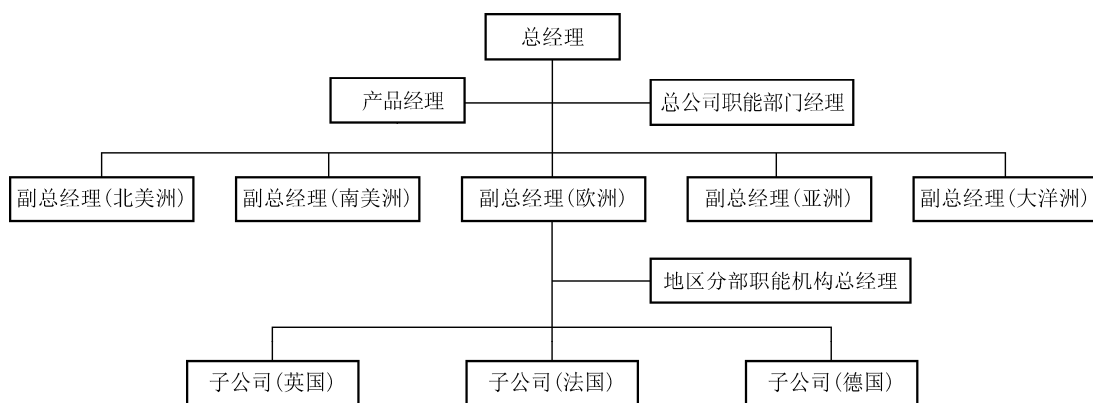 总经理
产品经理
总公司职能部门经理
副总经理(北美洲)
副总经理(南美洲)
副总经理(欧洲)
副总经理(亚洲)
副总经理(大洋洲)
地区分部职能机构总经理
子公司(英国)
子公司(法国)
子公司(德国)